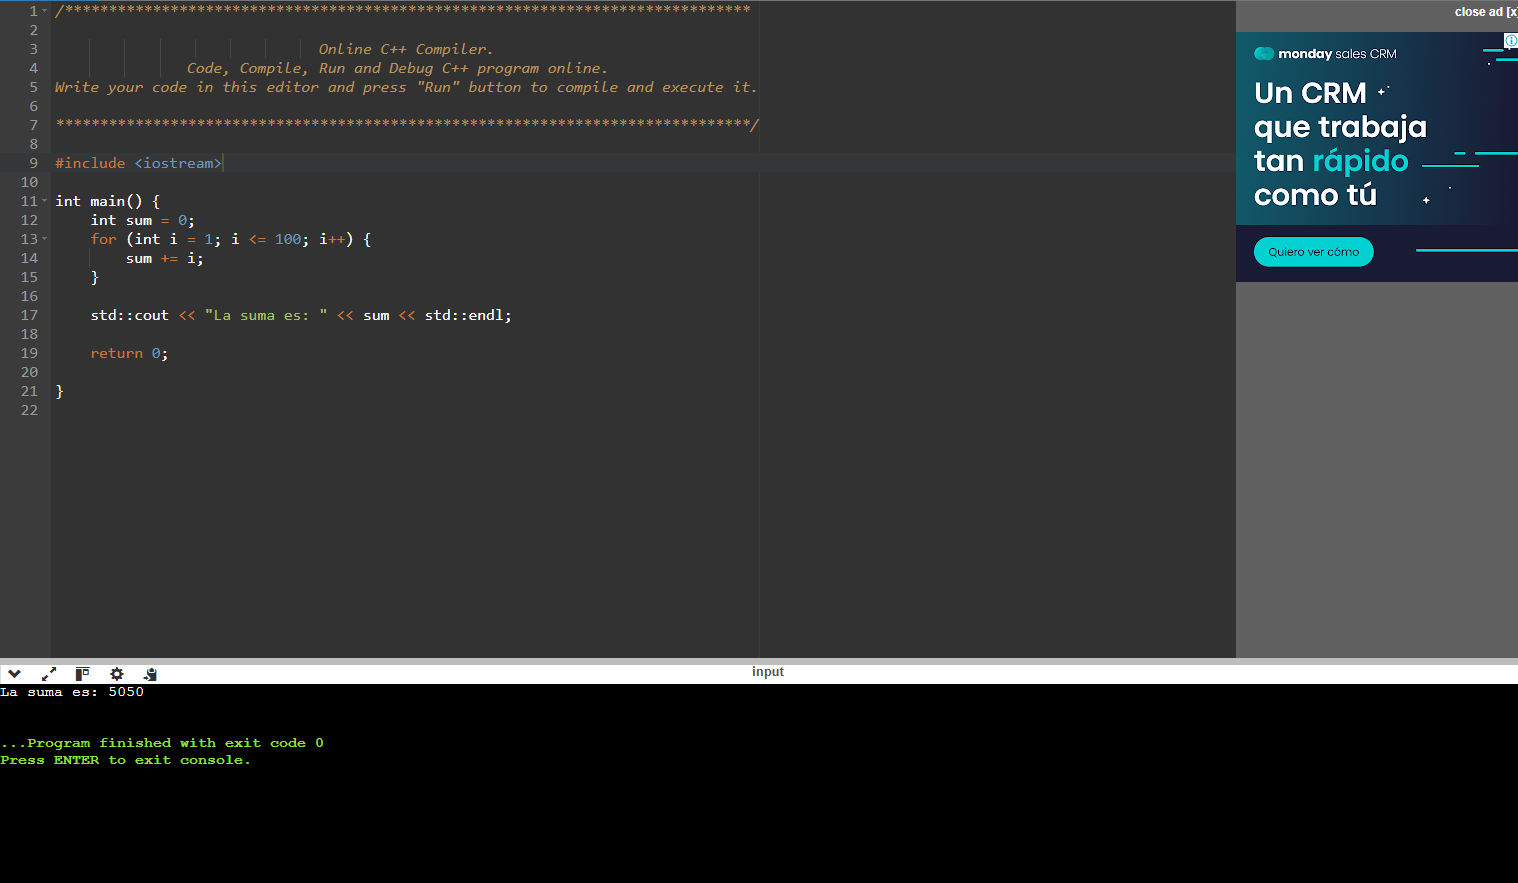 1 /******************************************************************************
2
3 Online C++ Compiler.
4 Code, Compile, Run and Debug C++ program online.
5 Write your code in this editor and press "Run" button to compile and execute it.
6
7 *******************************************************************************/
8
9 #include <iostream>
10
11 int main() {
12 int sum = 0;
13 for (int i = 1; i <= 100; i++) {
14 sum += i;
15 }
16
17 std::cout << "La suma es: " << sum << std::endl;
18
19 return 0;
20
21 }
22
close ad [x]
monday sales CRM
Un CRM
que trabaja
tan rápido
como tú
Quiero ver cómo
input
La suma es: 5050
...Program finished with exit code 0
Press ENTER to exit console.